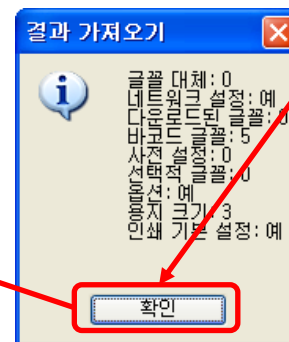 결과 가져오기
글꼴 대체: 0
네트워크 설정: 예
다운로드된 글꼴: 0
바코드 글꼴: 5
사전 설정: 0
선택적 글꼴: 0
옵션: 예
용지 크기: 3
인쇄 기본 설정: 예
확인